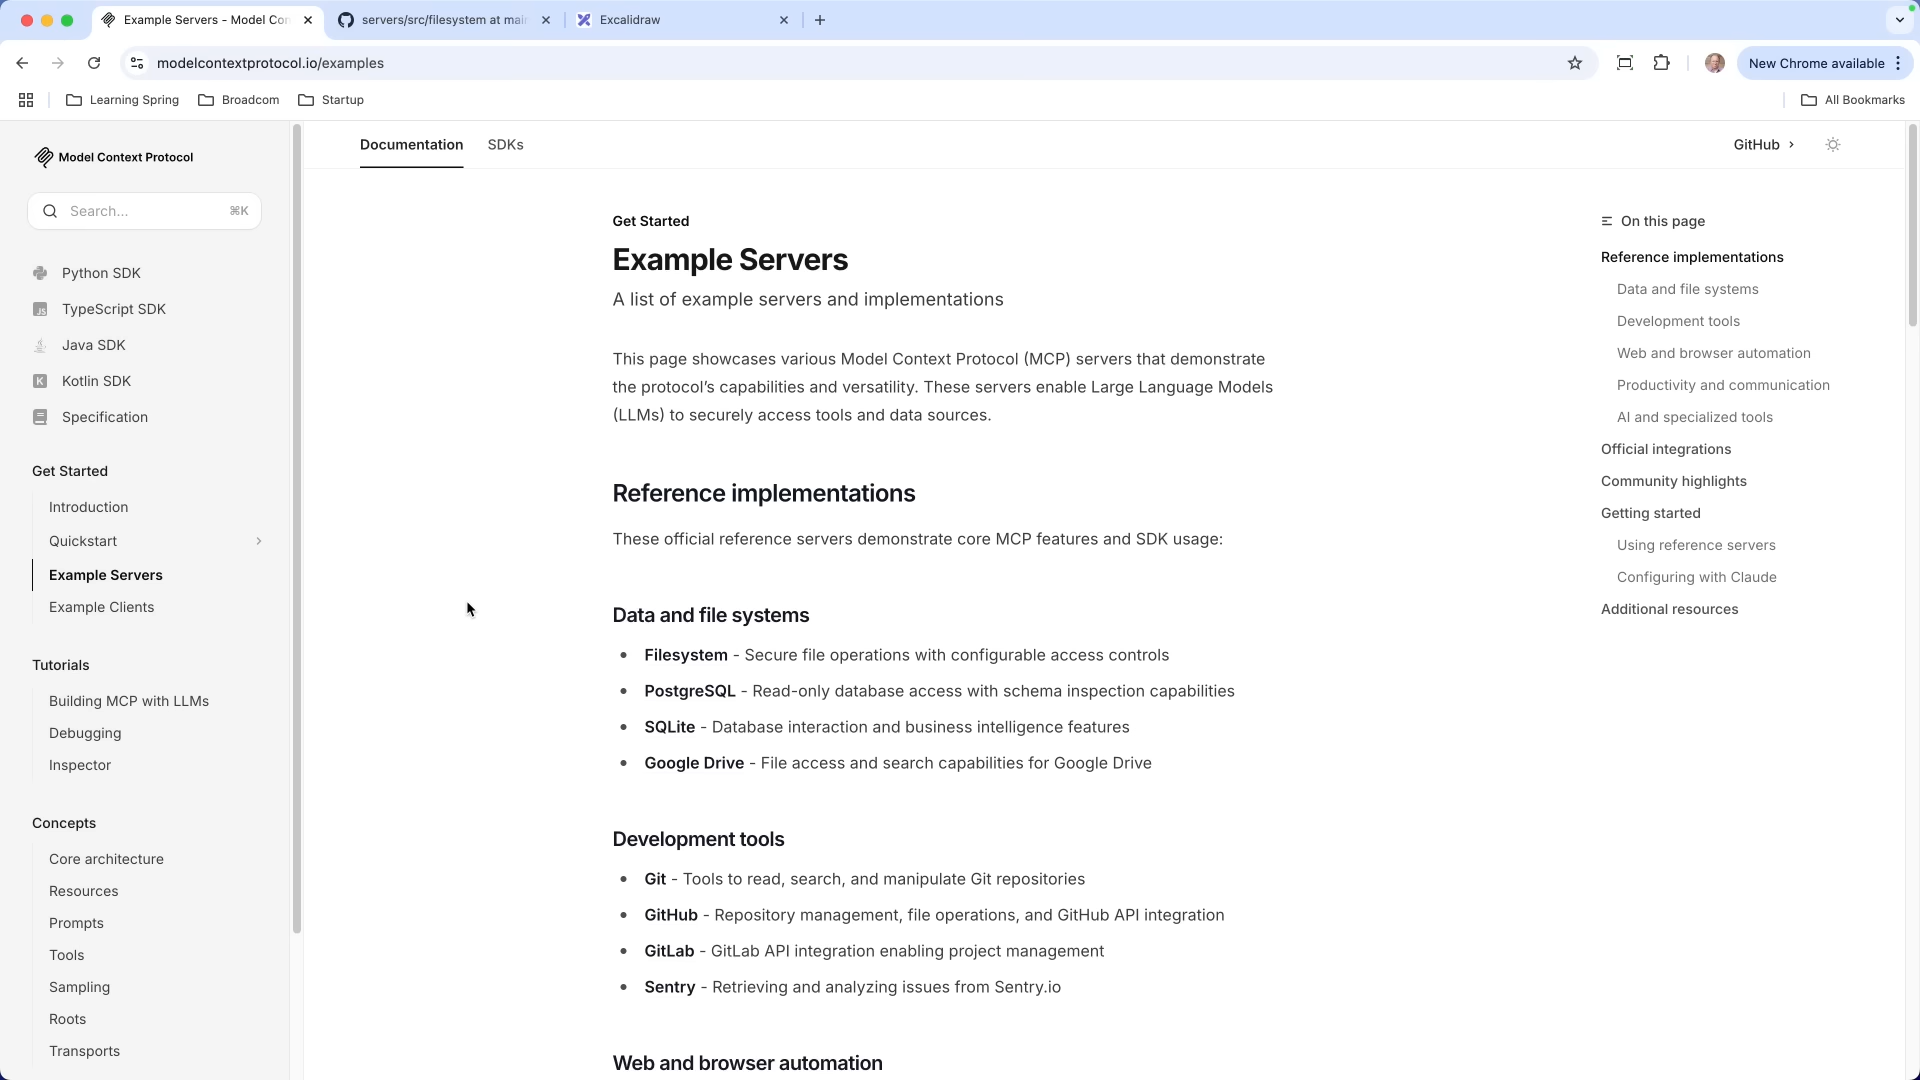 Example Servers - Model Con
servers/src/filesystem at mai
Excalidraw
modelcontextprotocol.io/examples
New Chrome available
Learning Spring
Broadcom
Startup
All Bookmarks
Model Context Protocol
Search...
⌘K
Python SDK
TypeScript SDK
Java SDK
Kotlin SDK
Specification
Get Started
Introduction
Quickstart
Example Servers
Example Clients
Tutorials
Building MCP with LLMs
Debugging
Inspector
Concepts
Core architecture
Resources
Prompts
Tools
Sampling
Roots
Transports
Documentation
SDKs
GitHub
Get Started
Example Servers
A list of example servers and implementations
This page showcases various Model Context Protocol (MCP) servers that demonstrate
the protocol’s capabilities and versatility. These servers enable Large Language Models
(LLMs) to securely access tools and data sources.
Reference implementations
These official reference servers demonstrate core MCP features and SDK usage:
Data and file systems
• Filesystem - Secure file operations with configurable access controls
• PostgreSQL - Read-only database access with schema inspection capabilities
• SQLite - Database interaction and business intelligence features
• Google Drive - File access and search capabilities for Google Drive
Development tools
• Git - Tools to read, search, and manipulate Git repositories
• GitHub - Repository management, file operations, and GitHub API integration
• GitLab - GitLab API integration enabling project management
• Sentry - Retrieving and analyzing issues from Sentry.io
Web and browser automation
On this page
Reference implementations
Data and file systems
Development tools
Web and browser automation
Productivity and communication
AI and specialized tools
Official integrations
Community highlights
Getting started
Using reference servers
Configuring with Claude
Additional resources